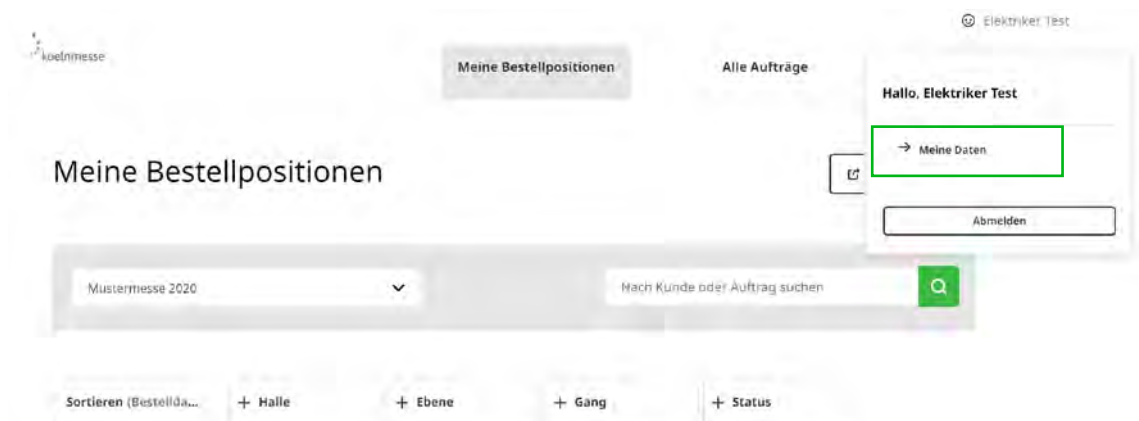 Elektriker Test
koelnmesse
Meine Bestellpositionen
Alle Aufträge
Hallo, Elektriker Test
→ Meine Daten
Meine Bestellpositionen
Abmelden
Mustermesse 2020
Nach Kunde oder Auftrag suchen
Sortieren (Bestellda... + Halle + Ebene + Gang + Status